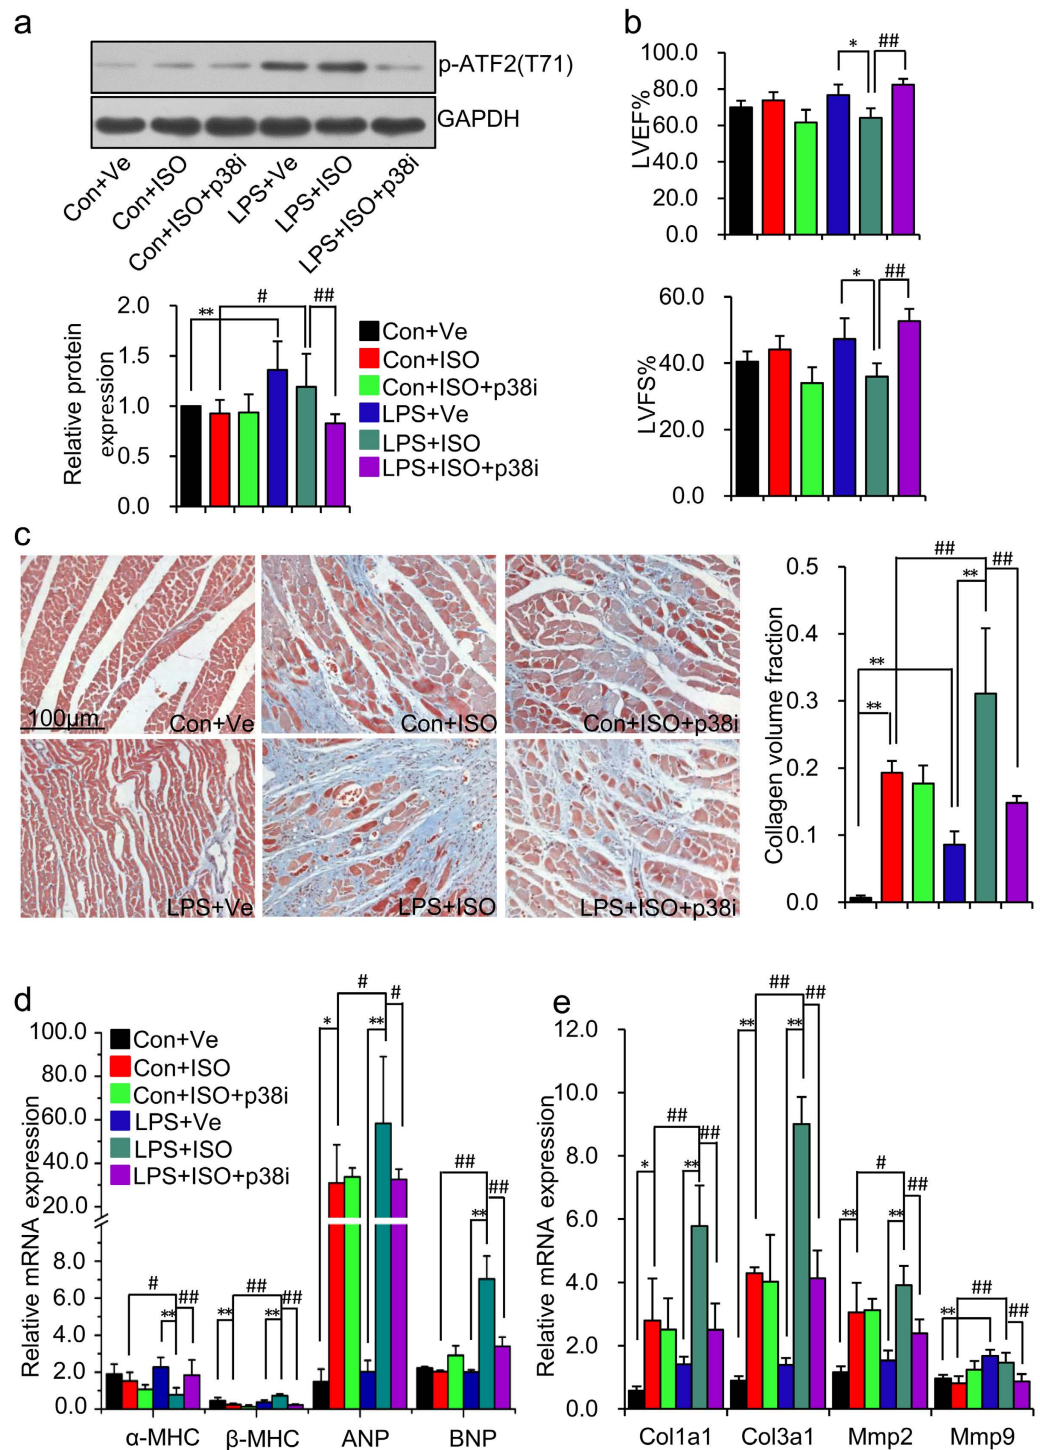 a
p-ATF2(T71)
GAPDH
Con+Ve
Con+ISO
Con+ISO+p38i
LPS+Ve
LPS+ISO
LPS+ISO+p38i
Relative protein
expression
2.0
1.5
1.0
0.5
0.0
**
#
##
Con+Ve
Con+ISO
Con+ISO+p38i
LPS+Ve
LPS+ISO
LPS+ISO+p38i
b
LVEF%
100.0
80.0
60.0
40.0
20.0
0.0
*
##
LVFS%
60.0
40.0
20.0
0.0
*
##
c
100μm
Con+Ve
Con+ISO
Con+ISO+p38i
LPS+Ve
LPS+ISO
LPS+ISO+p38i
Collagen volume fraction
0.5
0.4
0.3
0.2
0.1
0.0
**
**
##
**
##
d
Relative mRNA expression
100.0
80.0
60.0
40.0
20.0
8.0
6.0
4.0
2.0
0.0
Con+Ve
Con+ISO
Con+ISO+p38i
LPS+Ve
LPS+ISO
LPS+ISO+p38i
#
**
##
**
##
**
##
*
#
**
#
##
**
##
α-MHC
β-MHC
ANP
BNP
e
Relative mRNA expression
12.0
10.0
8.0
6.0
4.0
2.0
0.0
*
##
**
##
**
##
**
##
**
#
**
##
**
##
##
Col1a1
Col3a1
Mmp2
Mmp9